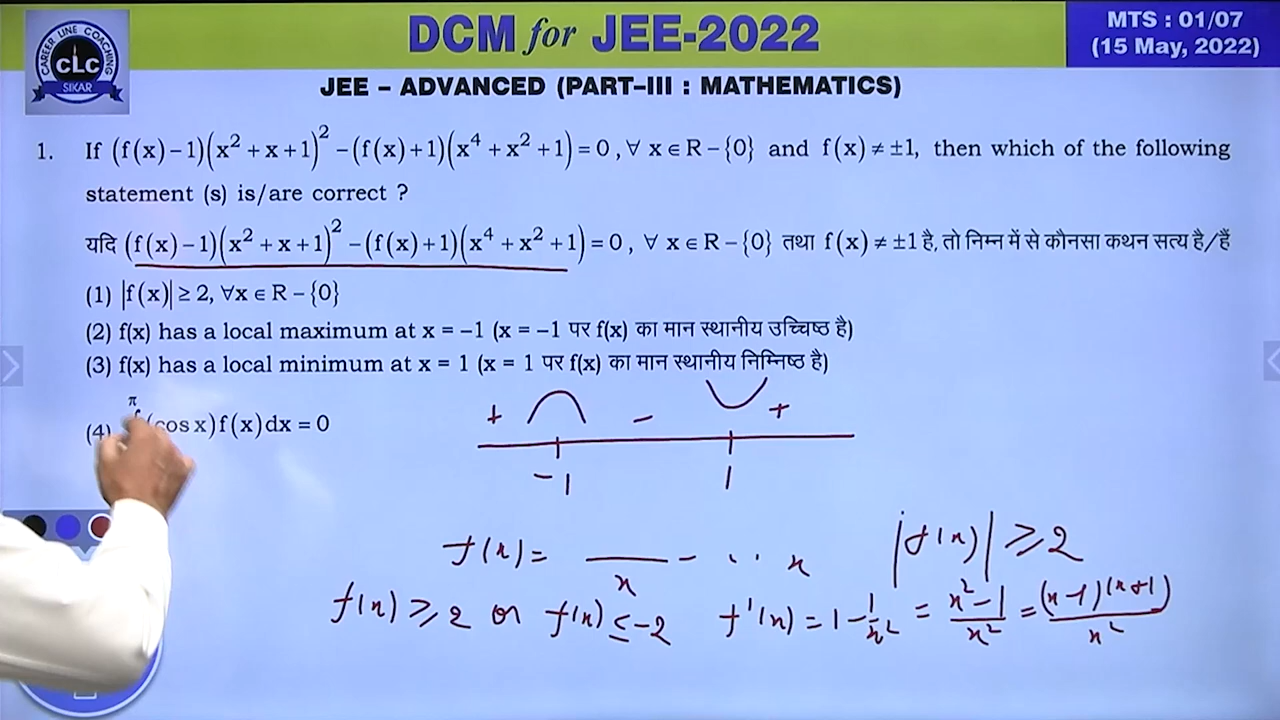 CAREER LINE COACHING
CLC
SIKAR
DCM for JEE-2022
MTS : 01/07
(15 May, 2022)
JEE – ADVANCED (PART–III : MATHEMATICS)
1. If (f(x)−1)(x²+x+1)²−(f(x)+1)(x⁴+x²+1)=0, ∀ x∈R−{0} and f(x)≠±1, then which of the following
statement (s) is/are correct ?
यदि (f(x)−1)(x²+x+1)²−(f(x)+1)(x⁴+x²+1)=0, ∀ x∈R−{0} तथा f(x)≠±1 है, तो निम्न में से कौनसा कथन सत्य है/हैं
(1) |f(x)|≥2, ∀x∈R−{0}
(2) f(x) has a local maximum at x = –1 (x = –1 पर f(x) का मान स्थानीय उच्चिष्ठ है)
(3) f(x) has a local minimum at x = 1 (x = 1 पर f(x) का मान स्थानीय निम्निष्ठ है)
π
(4) (cos x)f(x)dx = 0
+ − +
−1 1
f(x)= — − .. x |f(x)|≥2
x
f(x)≥2 or f(x)≤−2 f'(x)=1−1/x²=(x²−1)/x²=(x−1)(x+1)/x²